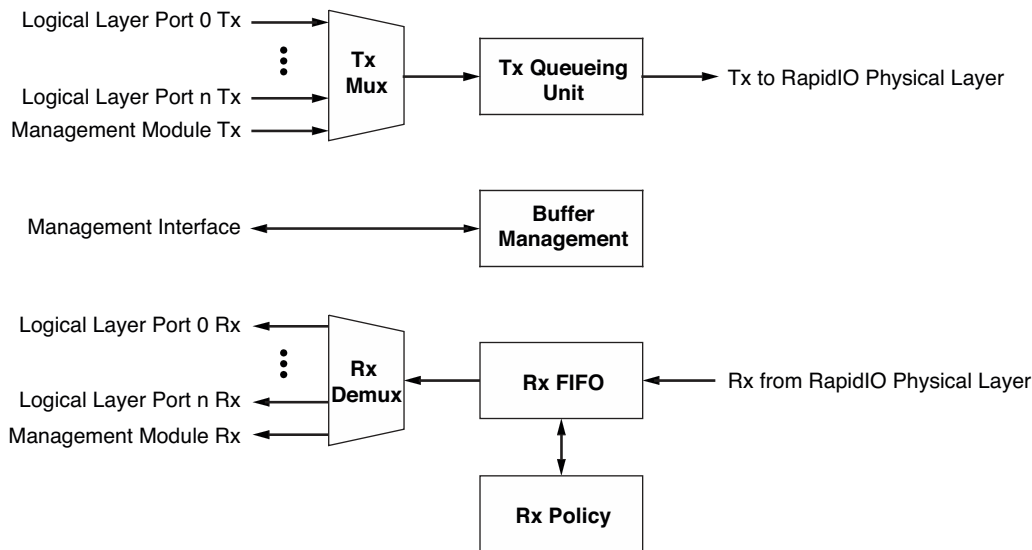 Logical Layer Port 0 Tx
Logical Layer Port n Tx
Management Module Tx
Tx
Mux
Tx Queueing
Unit
Tx to RapidIO Physical Layer
Management Interface
Buffer
Management
Logical Layer Port 0 Rx
Logical Layer Port n Rx
Management Module Rx
Rx
Demux
Rx FIFO
Rx from RapidIO Physical Layer
Rx Policy